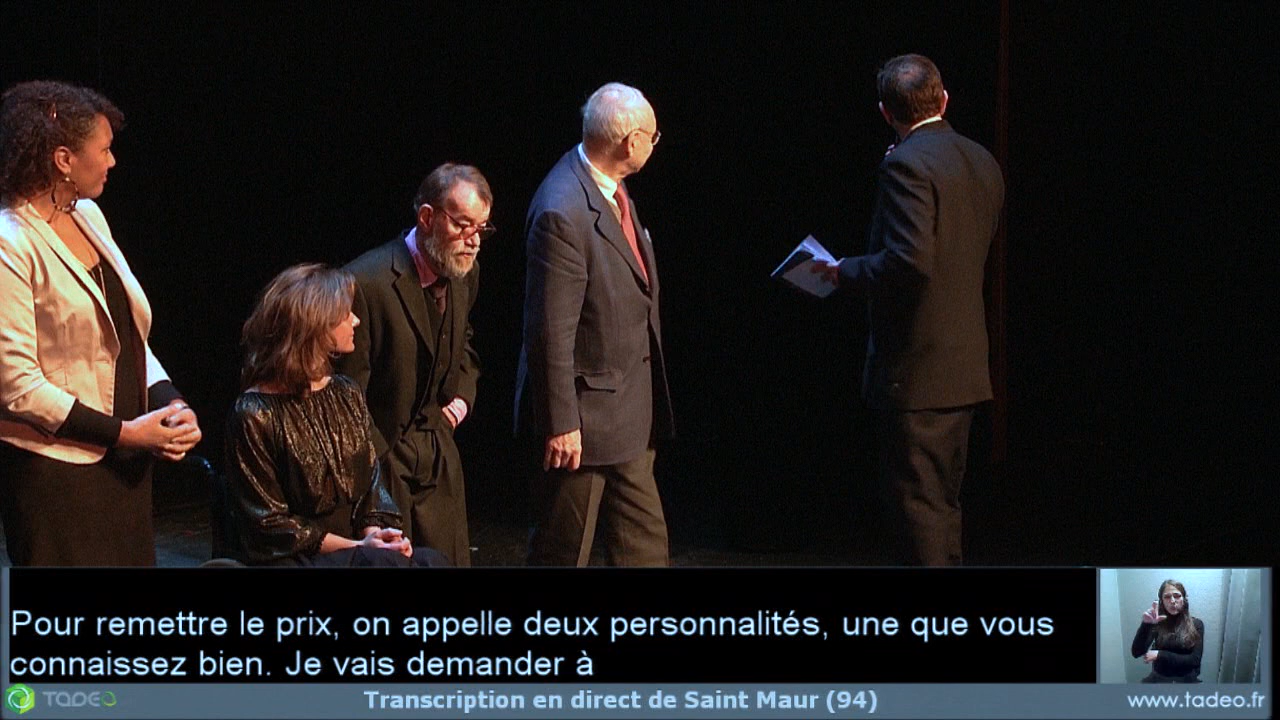 Pour remettre le prix, on appelle deux personnalités, une que vous
connaissez bien. Je vais demander à
TADEO
Transcription en direct de Saint Maur (94)
www.tadeo.fr